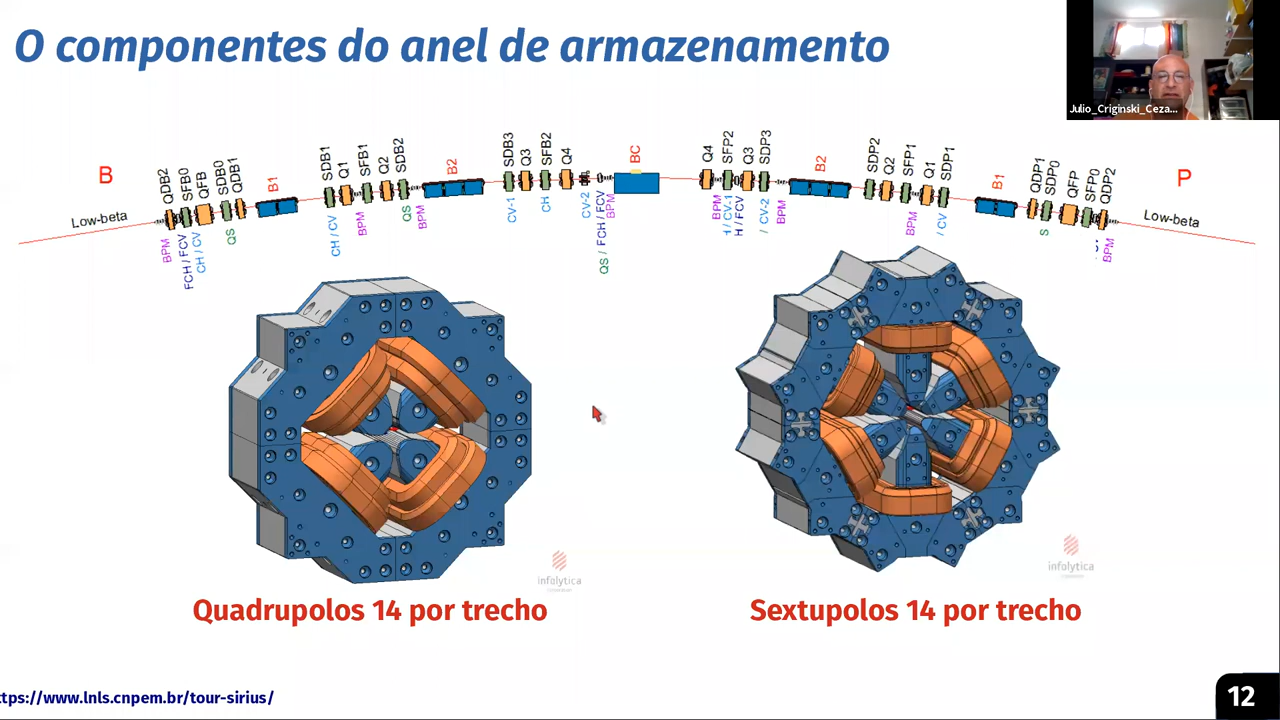 O componentes do anel de armazenamento
Julio_Criginski_Ceza...
B
Low-beta
QDB2
SFB0
QFB
SDB0
QDB1
B1
SDB1
Q1
SFB1
Q2
SDB2
B2
SDB3
Q3
SFB2
Q4
BC
Q4
SFP2
Q3
SDP3
B2
SDP2
Q2
SFP1
Q1
SDP1
B1
QDP1
SDP0
QFP
SFP0
QDP2
P
Low-beta
BPM
FCH / FCV
CH / CV
QS
CH / CV
BPM
QS
BPM
CV-1
CH
CV-2
QS / FCH / FCV
BPM
BPM
H / CV-1
H / FCV
/ CV-2
BPM
BPM
/ CV
S
BPM
infolytica
infolytica
Quadrupolos 14 por trecho
Sextupolos 14 por trecho
ttps://www.lnls.cnpem.br/tour-sirius/
12